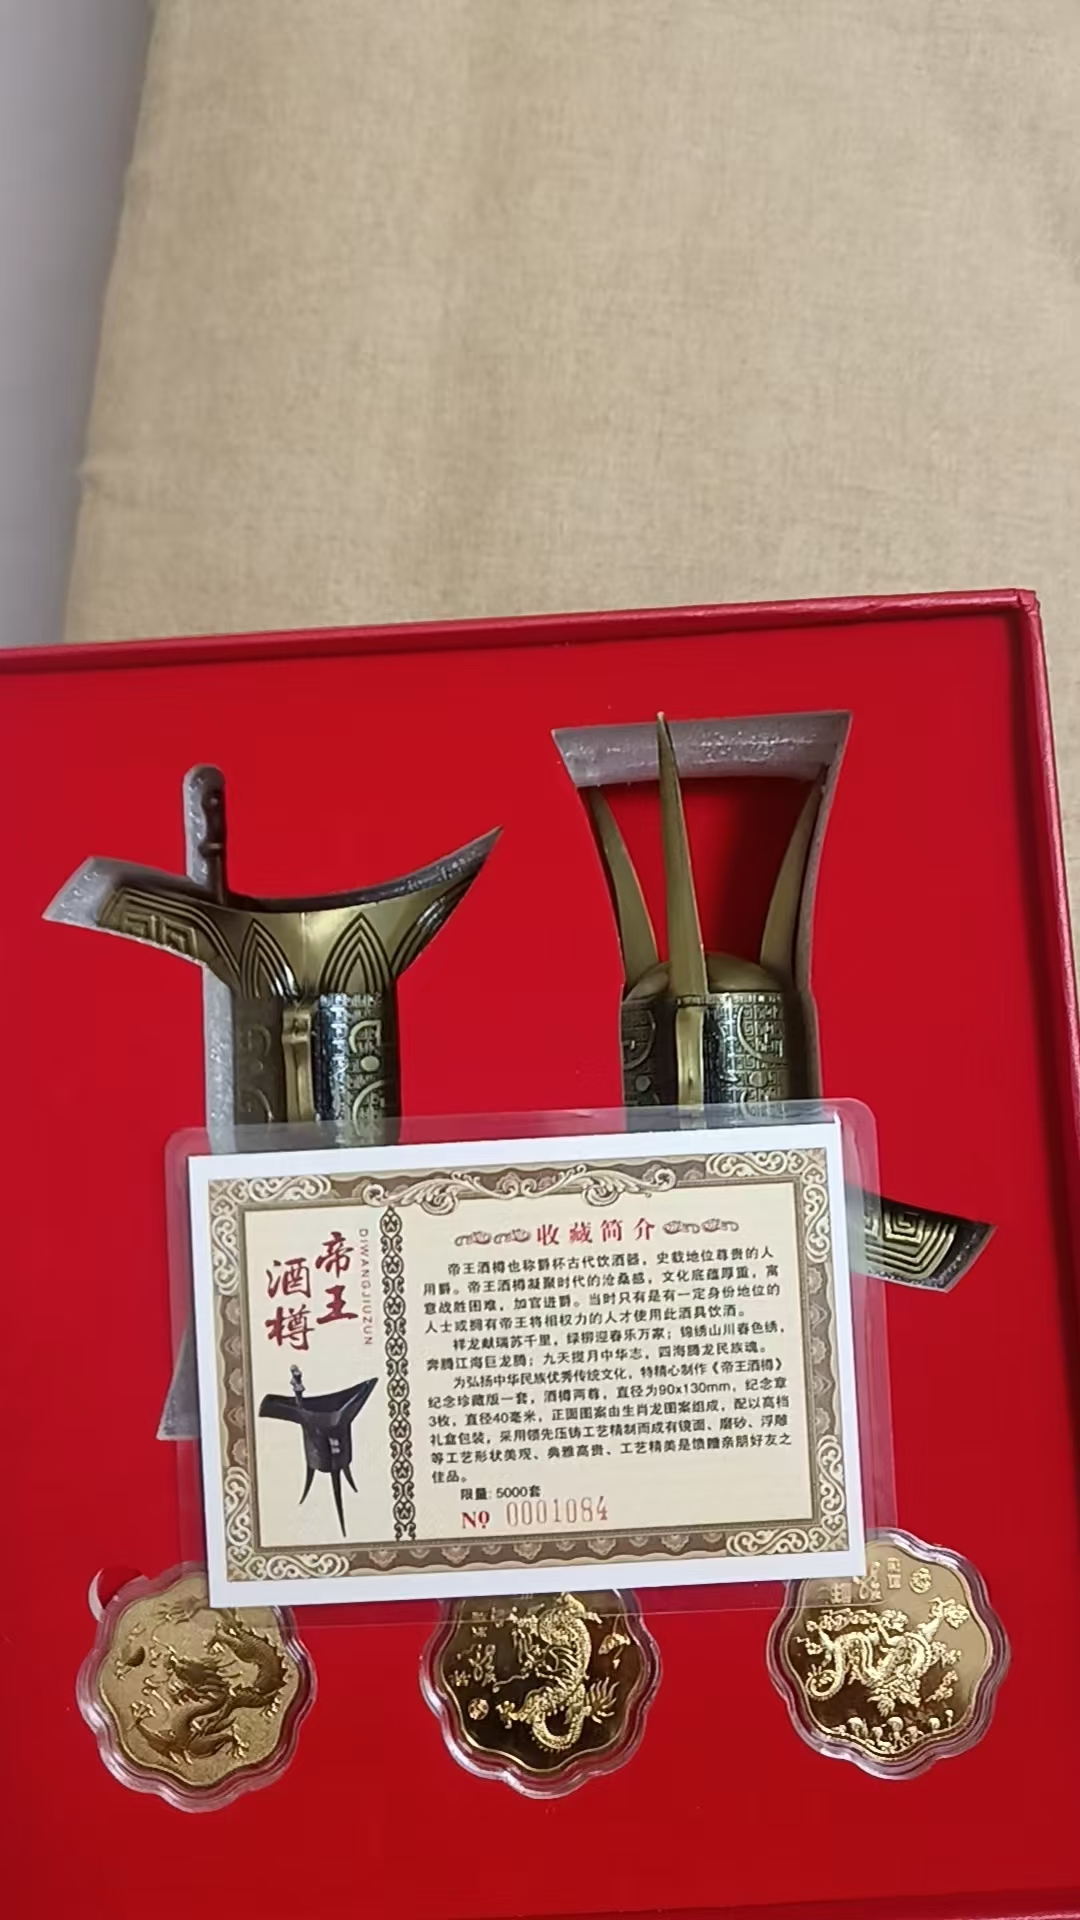 帝王
酒樽
DIWANGJIUZUN
收藏简介
帝王酒樽也称爵杯古代饮酒器，史载地位尊贵的人
用爵。帝王酒樽凝聚时代的沧桑感，文化底蕴厚重，寓
意战胜困难，加官进爵。当时只有是有一定身份地位的
人士或拥有帝王将相权力的人才使用此酒具饮酒。
祥龙献瑞苏千里，绿柳迎春乐万家；锦绣山川春色绣，
奔腾江海巨龙腾；九天揽月中华志，四海腾龙民族魂。
为弘扬中华民族优秀传统文化，特精心制作《帝王酒樽》
纪念珍藏版一套，酒樽两尊，直径为90x130mm，纪念章
3枚，直径40毫米，正面图案由生肖龙图案组成，配以高档
礼盒包装，采用领先压铸工艺精制而成有镜面、磨砂、浮雕
等工艺形状美观、典雅高贵、工艺精美是馈赠亲朋好友之
佳品。
限量: 5000套
No 0001084